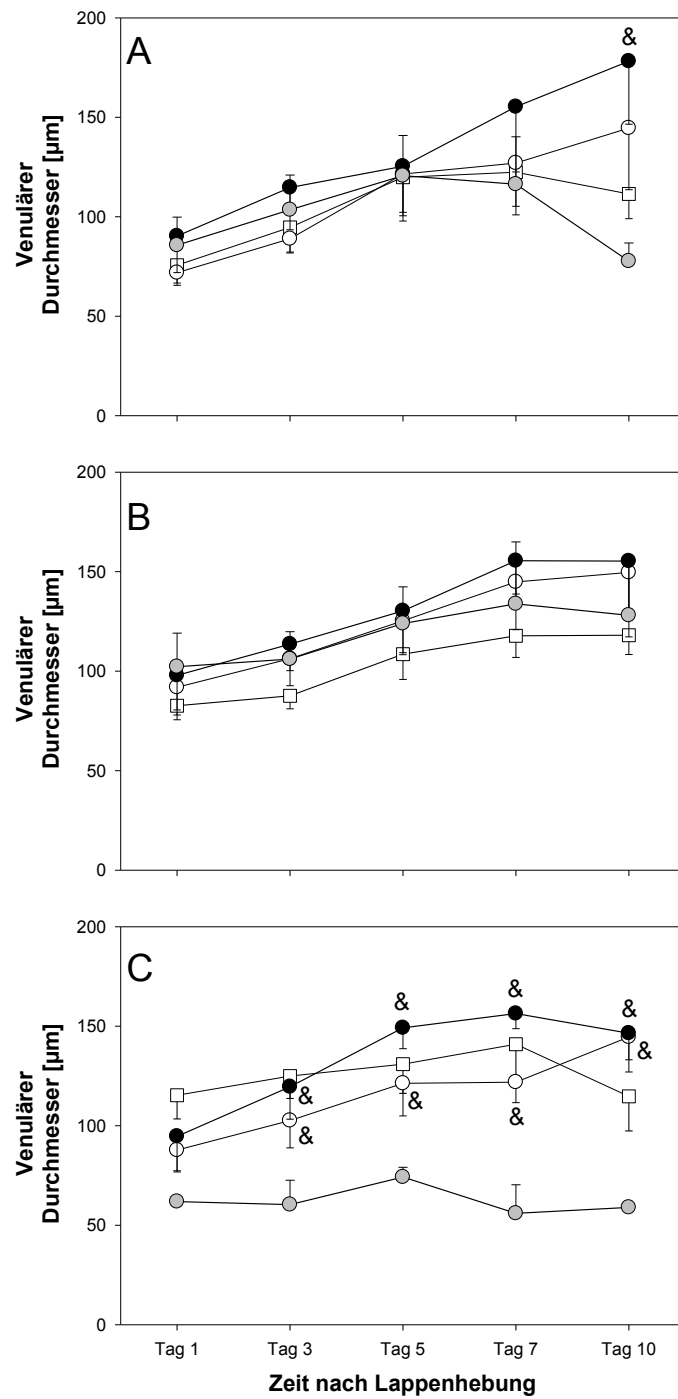 200
A
&
150
100
50
0
Venulärer
Durchmesser [µm]
200
B
150
100
50
0
Venulärer
Durchmesser [µm]
200
C
& & &
&
150
& & &
&
100
50
0
Venulärer
Durchmesser [µm]
Tag 1 Tag 3 Tag 5 Tag 7 Tag 10
Zeit nach Lappenhebung